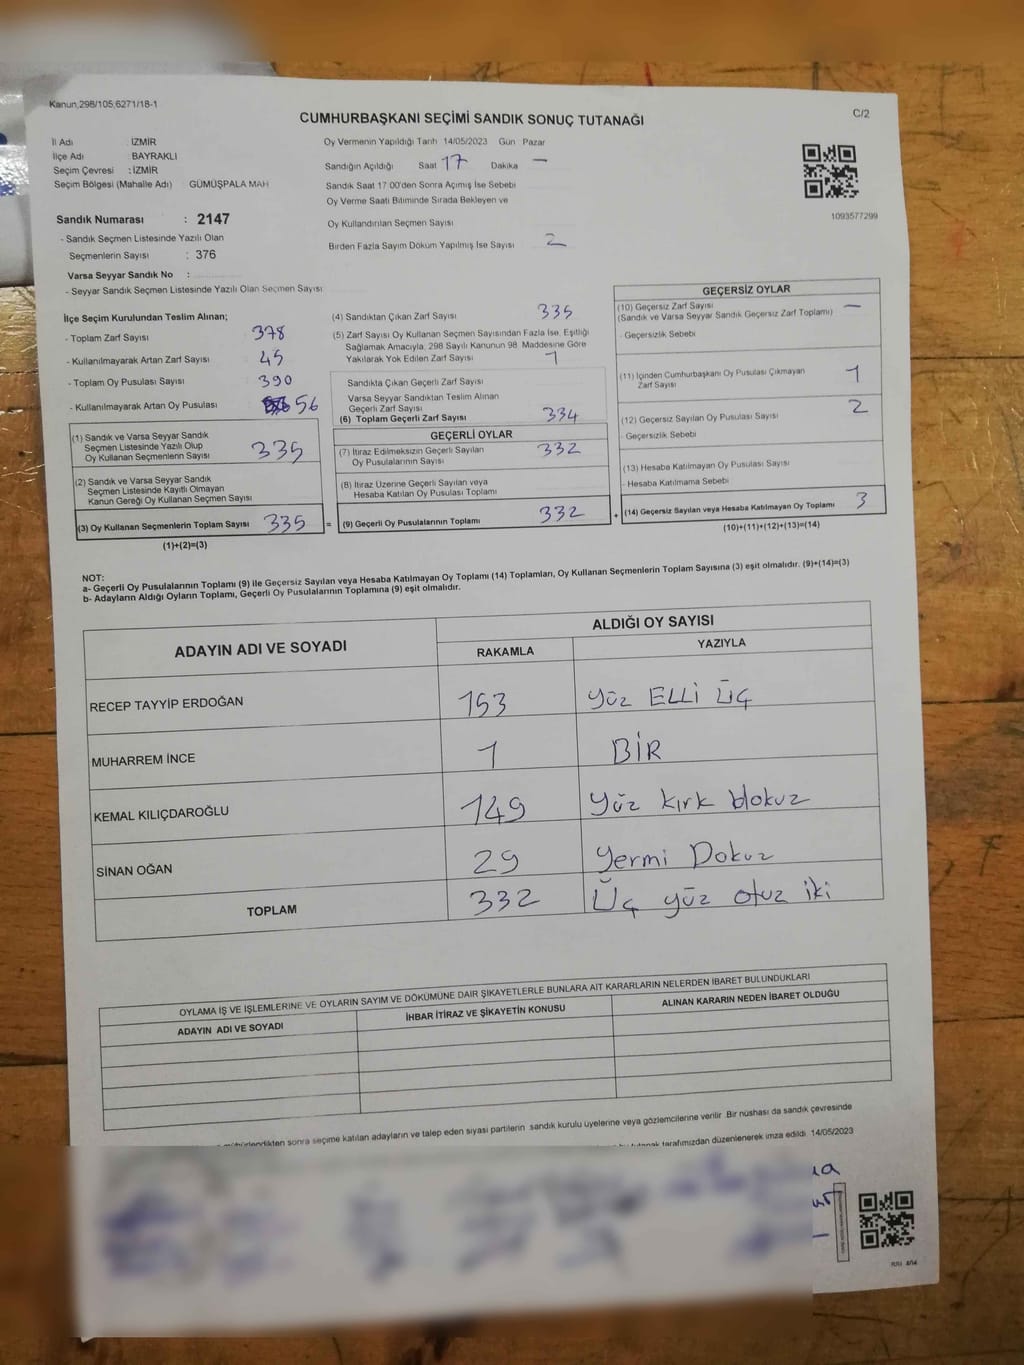 Kanun,298/105,6271/18-1
C/2
CUMHURBAŞKANI SEÇİMİ SANDIK SONUÇ TUTANAĞI
İl Adı : İZMİR
İlçe Adı : BAYRAKLI
Seçim Çevresi : İZMİR
Seçim Bölgesi (Mahalle Adı) GÜMÜŞPALA MAH
Sandık Numarası : 2147
- Sandık Seçmen Listesinde Yazılı Olan
Seçmenlerin Sayısı : 376
Varsa Seyyar Sandık No :
- Seyyar Sandık Seçmen Listesinde Yazılı Olan Seçmen Sayısı
Oy Vermenin Yapıldığı Tarih 14/05/2023 Gün Pazar
Sandığın Açıldığı Saat 17 Dakika —
Sandık Saat 17 00'den Sonra Açımış İse Sebebi
Oy Verme Saati Bitiminde Sırada Bekleyen ve
Oy Kullandırılan Seçmen Sayısı
Birden Fazla Sayım Döküm Yapılmış İse Sayısı 2
1093577299
İlçe Seçim Kurulundan Teslim Alınan;
- Toplam Zarf Sayısı 378
- Kullanılmayarak Artan Zarf Sayısı 45
- Toplam Oy Pusulası Sayısı 390
- Kullanılmayarak Artan Oy Pusulası 56
(1) Sandık ve Varsa Seyyar Sandık
Seçmen Listesinde Yazılı Olup
Oy Kullanan Seçmenlerin Sayısı 335
(2) Sandık ve Varsa Seyyar Sandık
Seçmen Listesinde Kayıtlı Olmayan
Kanun Gereği Oy Kullanan Seçmen Sayısı
(3) Oy Kullanan Seçmenlerin Toplam Sayısı 335
(1)+(2)=(3)
(4) Sandıktan Çıkan Zarf Sayısı 335
(5) Zarf Sayısı Oy Kullanan Seçmen Sayısından Fazla İse, Eşitliği
Sağlamak Amacıyla, 298 Sayılı Kanunun 98. Maddesine Göre
Yakılarak Yok Edilen Zarf Sayısı 1
Sandıkta Çıkan Geçerli Zarf Sayısı
Varsa Seyyar Sandıktan Teslim Alınan
Geçerli Zarf Sayısı
(6) Toplam Geçerli Zarf Sayısı 334
GEÇERLİ OYLAR
(7) İtiraz Edilmeksizin Geçerli Sayılan
Oy Pusulalarının Sayısı 332
(8) İtiraz Üzerine Geçerli Sayılan veya
Hesaba Katılan Oy Pusulası Toplamı
= (9) Geçerli Oy Pusulalarının Toplamı 332
GEÇERSİZ OYLAR
(10) Geçersiz Zarf Sayısı —
(Sandık ve Varsa Seyyar Sandık Geçersiz Zarf Toplamı)
- Geçersizlik Sebebi
(11) İçinden Cumhurbaşkanı Oy Pusulası Çıkmayan
Zarf Sayısı 1
(12) Geçersiz Sayılan Oy Pusulası Sayısı 2
- Geçersizlik Sebebi
(13) Hesaba Katılmayan Oy Pusulası Sayısı
- Hesaba Katılmama Sebebi
+ (14) Geçersiz Sayılan veya Hesaba Katılmayan Oy Toplamı 3
(10)+(11)+(12)+(13)=(14)
NOT:
a- Geçerli Oy Pusulalarının Toplamı (9) ile Geçersiz Sayılan veya Hesaba Katılmayan Oy Toplamı (14) Toplamları, Oy Kullanan Seçmenlerin Toplam Sayısına (3) eşit olmalıdır. (9)+(14)=(3)
b- Adayların Aldığı Oyların Toplamı, Geçerli Oy Pusulalarının Toplamına (9) eşit olmalıdır.
ADAYIN ADI VE SOYADI
ALDIĞI OY SAYISI
RAKAMLA YAZIYLA
RECEP TAYYİP ERDOĞAN 153 yüz ELLİ ÜÇ
MUHARREM İNCE 1 BİR
KEMAL KILIÇDAROĞLU 149 yüz kırk dokuz
SİNAN OĞAN 29 yermi Dokuz
TOPLAM 332 Üç yüz otuz iki
OYLAMA İŞ VE İŞLEMLERİNE VE OYLARIN SAYIM VE DÖKÜMÜNE DAİR ŞİKAYETLERLE BUNLARA AİT KARARLARIN NELERDEN İBARET BULUNDUKLARI
ADAYIN ADI VE SOYADI İHBAR İTİRAZ VE ŞİKAYETİN KONUSU ALINAN KARARIN NEDEN İBARET OLDUĞU
sonra seçime katılan adayların ve talep eden siyasi partilerin sandık kurulu üyelerine veya gözlemcilerine verilir. Bir nüshası da sandık çevresinde
tutanak tarafımızdan düzenlenerek imza edildi. 14/05/2023